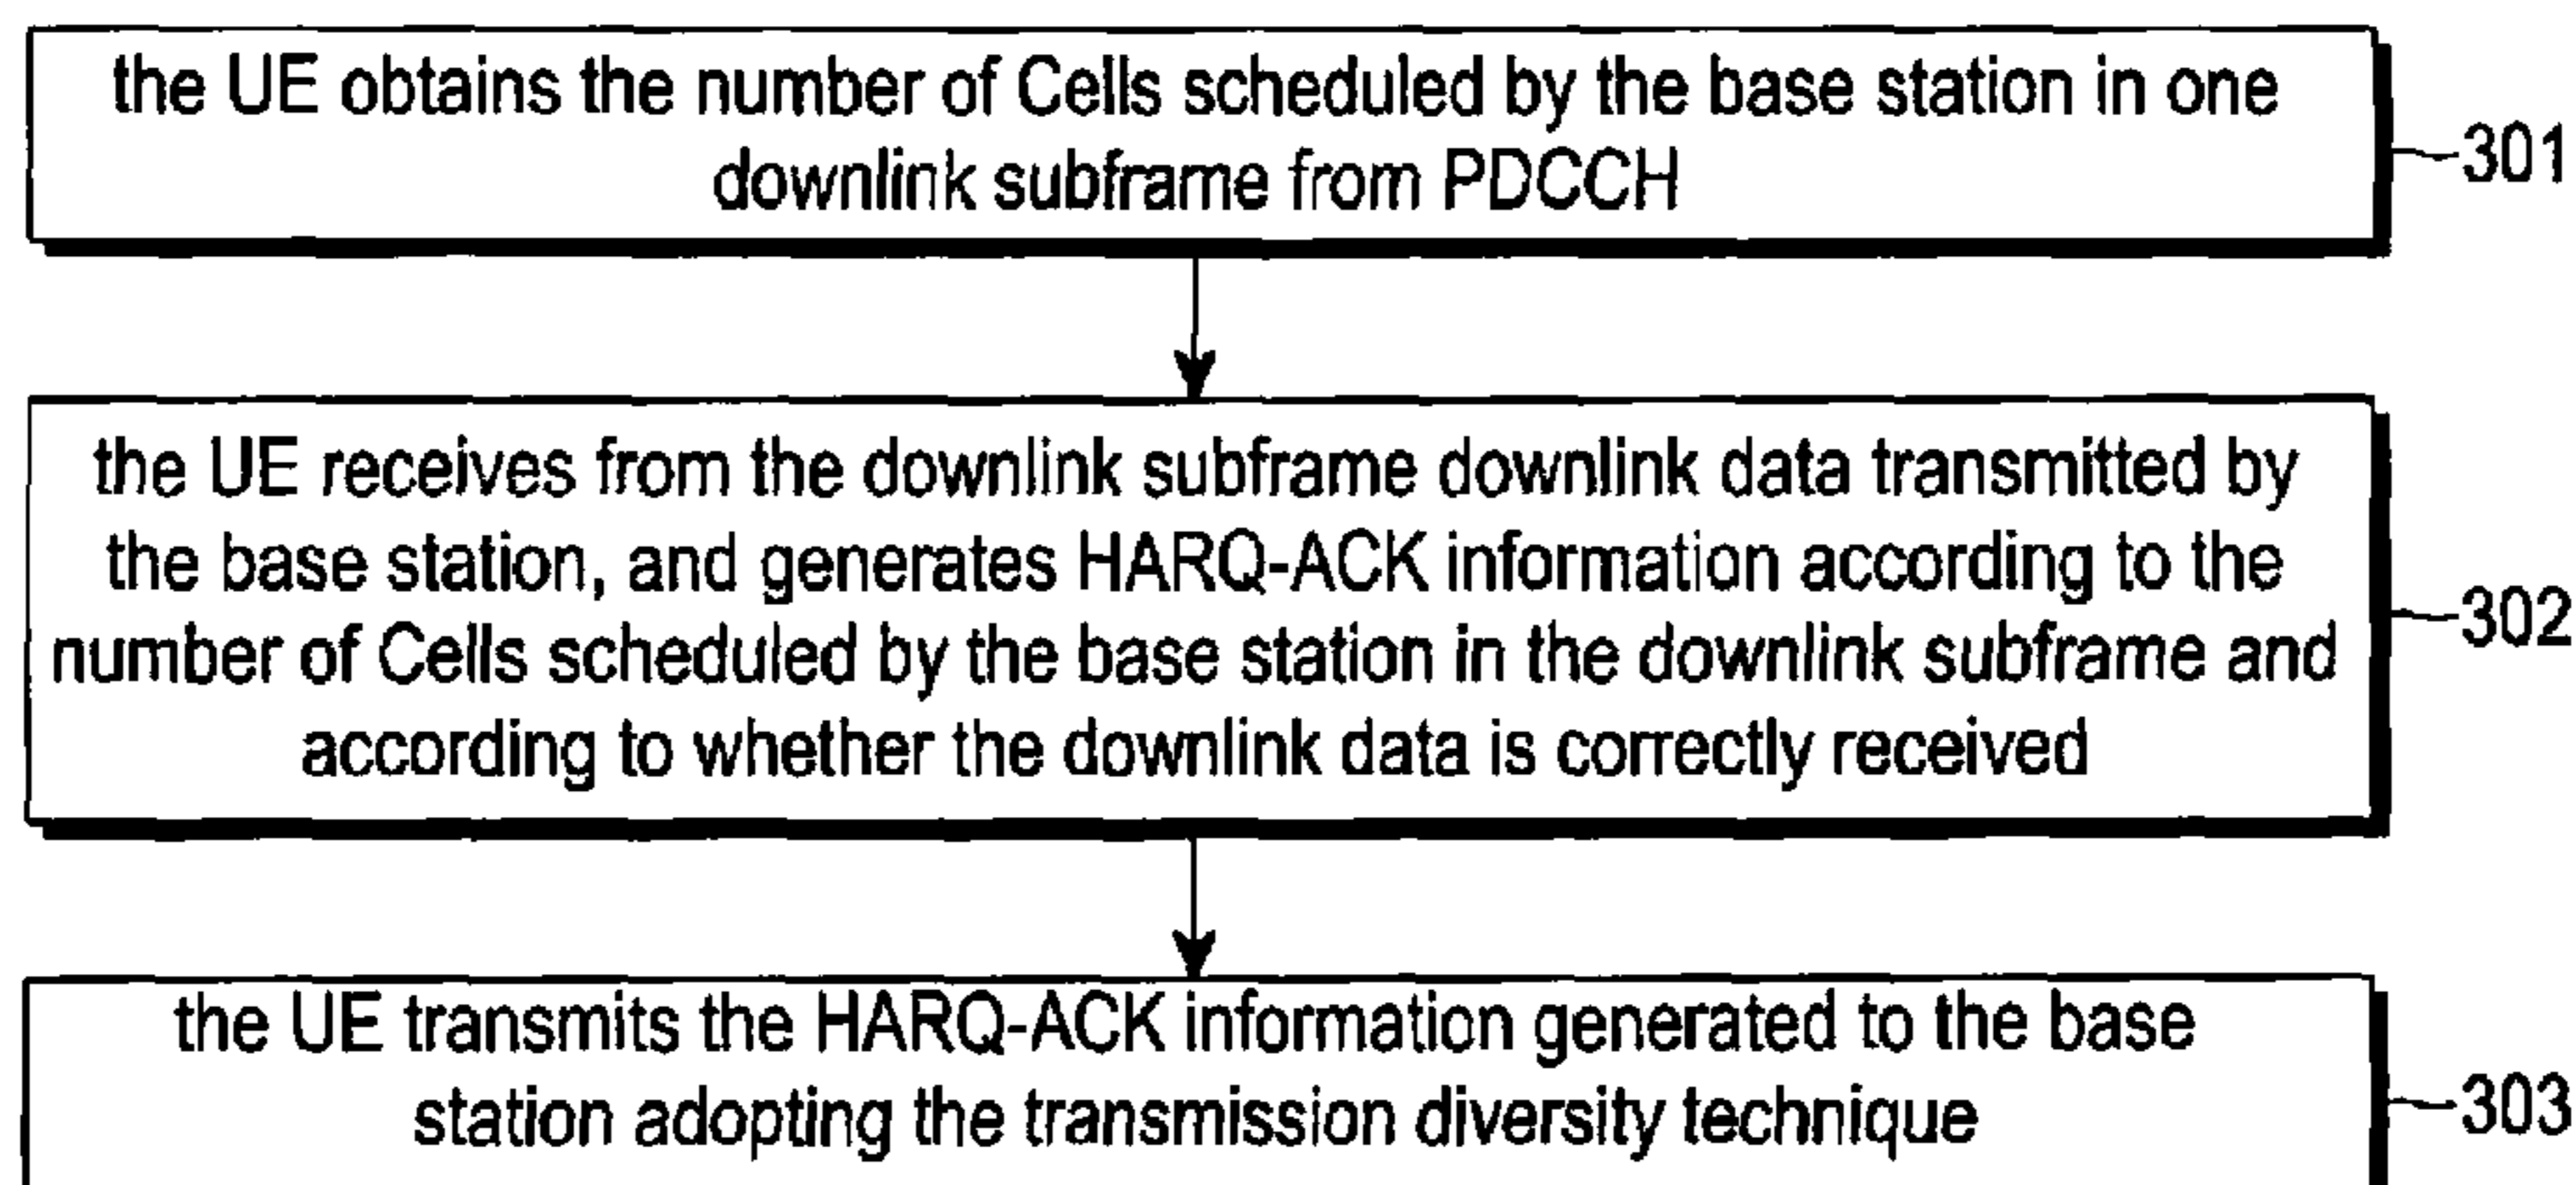 the UE obtains the number of Cells scheduled by the base station in one
downlink subframe from PDCCH
301
the UE receives from the downlink subframe downlink data transmitted by
the base station, and generates HARQ-ACK information according to the
number of Cells scheduled by the base station in the downlink subframe and
according to whether the downlink data is correctly received
302
the UE transmits the HARQ-ACK information generated to the base
station adopting the transmission diversity technique
303